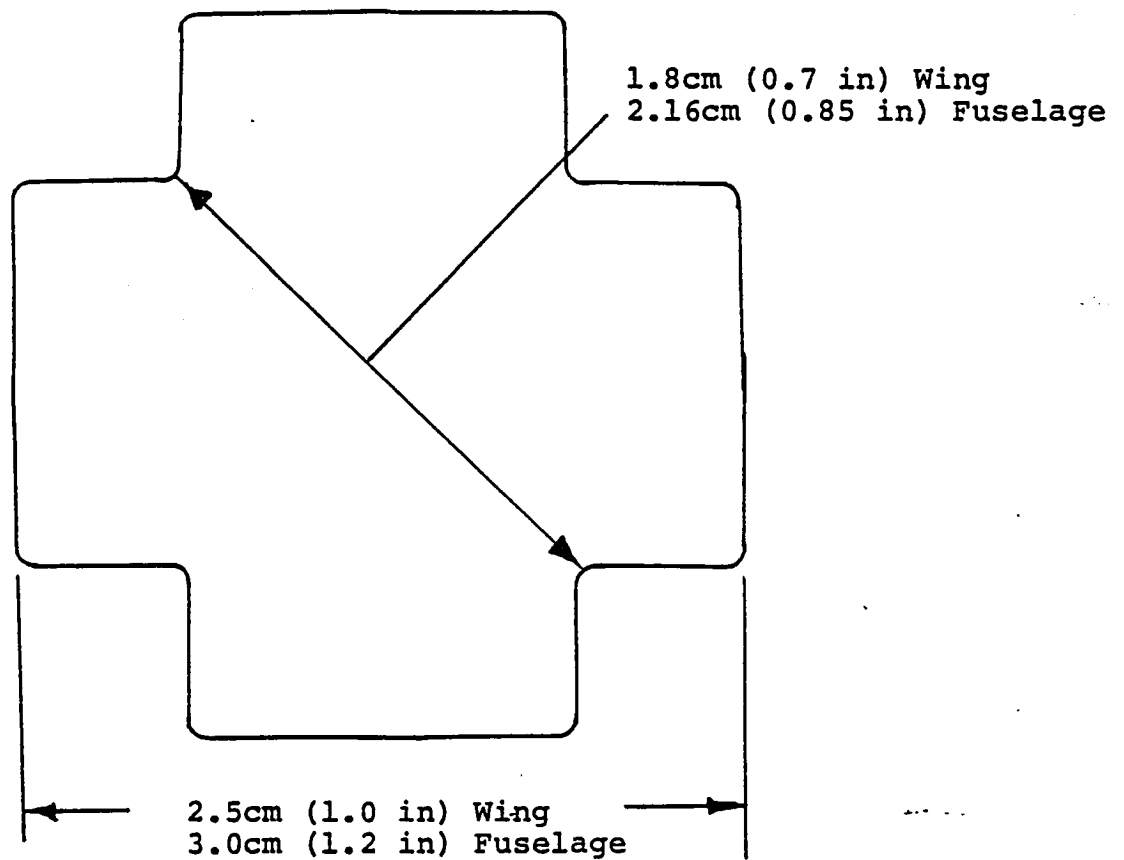 1.8cm (0.7 in) Wing
2.16cm (0.85 in) Fuselage
2.5cm (1.0 in) Wing
3.0cm (1.2 in) Fuselage